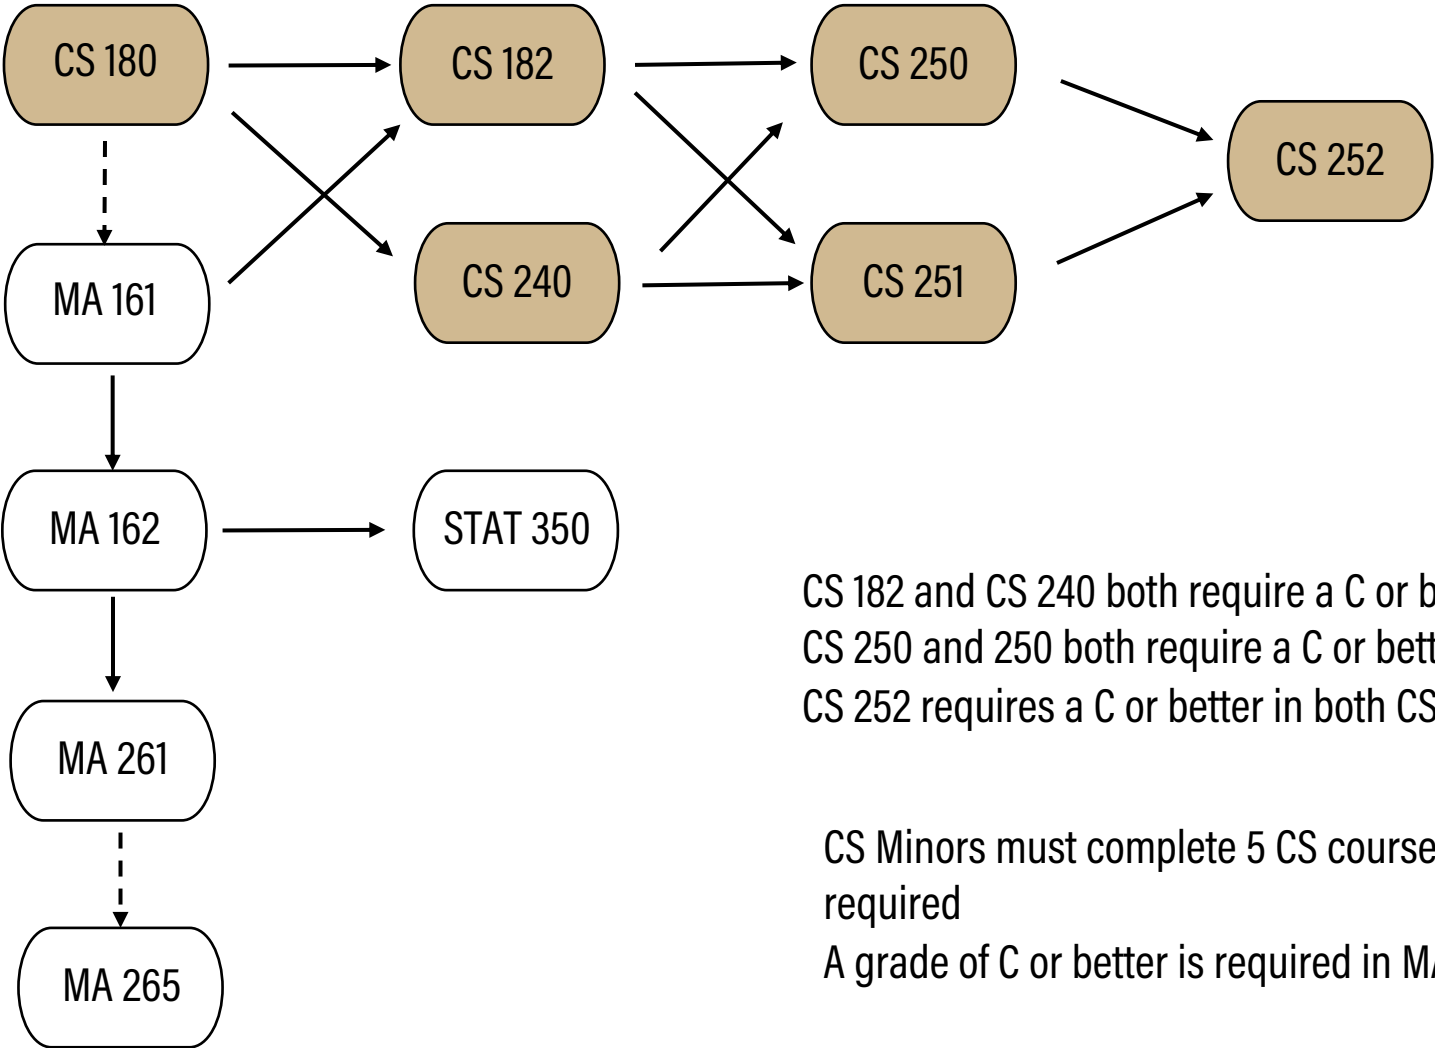 CS 180
CS 182
CS 250
CS 252
MA 161
CS 240
CS 251
MA 162
STAT 350
CS 182 and CS 240 both require a C or
CS 250 and 250 both require a C or
CS 252 requires a C or better in both CS
MA 261
CS Minors must complete 5 CS
required
A grade of C or better is required in
MA 265